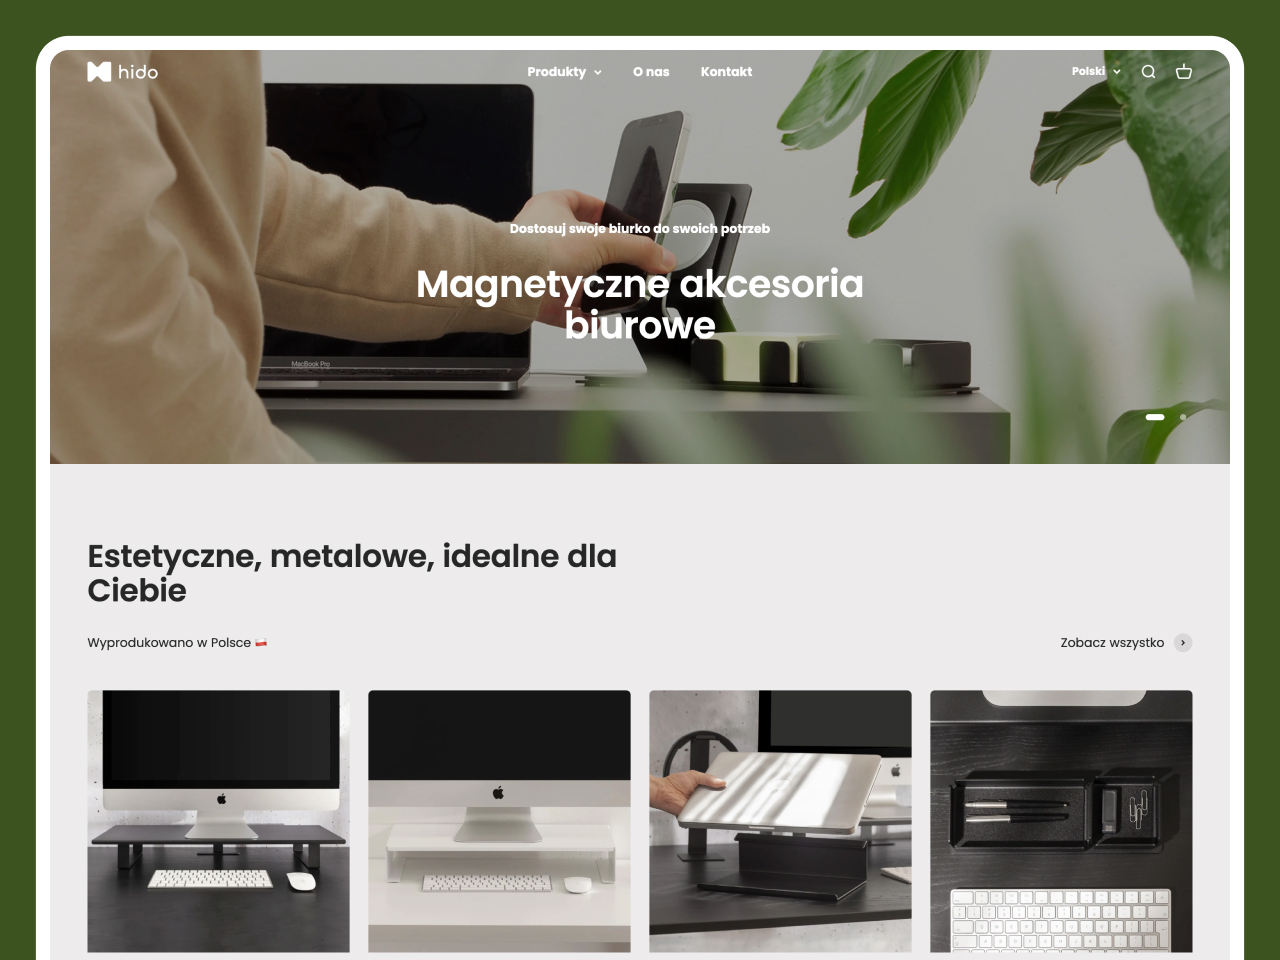 hido
Produkty
O nas
Kontakt
Polski
Dostosuj swoje biurko do swoich potrzeb
Magnetyczne akcesoria
biurowe
MacBook Pro
Estetyczne, metalowe, idealne dla
Ciebie
Wyprodukowano w Polsce
Zobacz wszystko